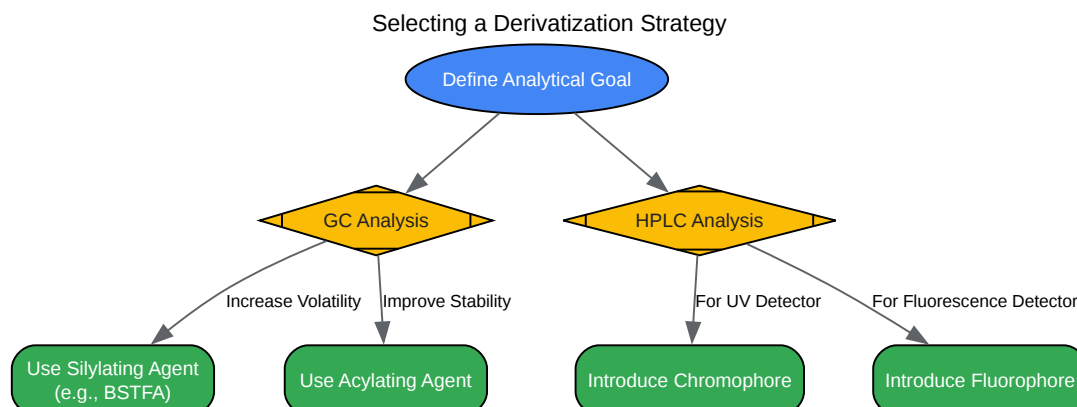 Selecting a Derivatization Strategy
Define Analytical Goal
GC Analysis
HPLC Analysis
Increase Volatility
Improve Stability
For UV Detector
For Fluorescence Detector
Use Silylating Agent
(e.g., BSTFA)
Use Acylating Agent
Introduce Chromophore
Introduce Fluorophore